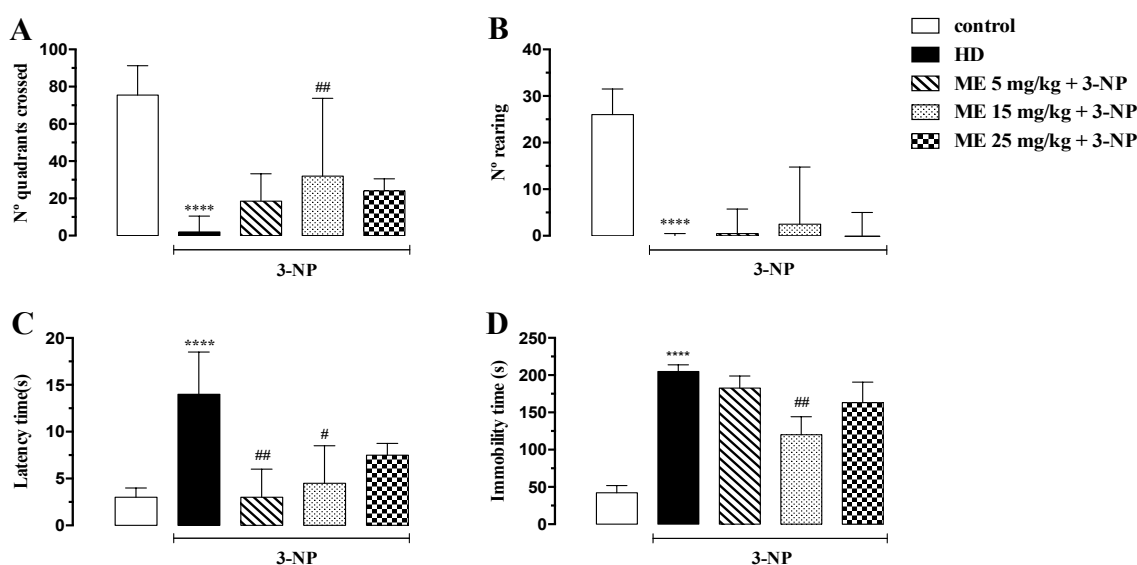 A
Nº quadrants crossed
100
80
60
40
20
0
****
##
3-NP
B
Nº rearing
40
30
20
10
0
****
3-NP
control
HD
ME 5 mg/kg + 3-NP
ME 15 mg/kg + 3-NP
ME 25 mg/kg + 3-NP
C
Latency time(s)
20
15
10
5
0
****
##
#
3-NP
D
Immobility time (s)
250
200
150
100
50
0
****
##
3-NP